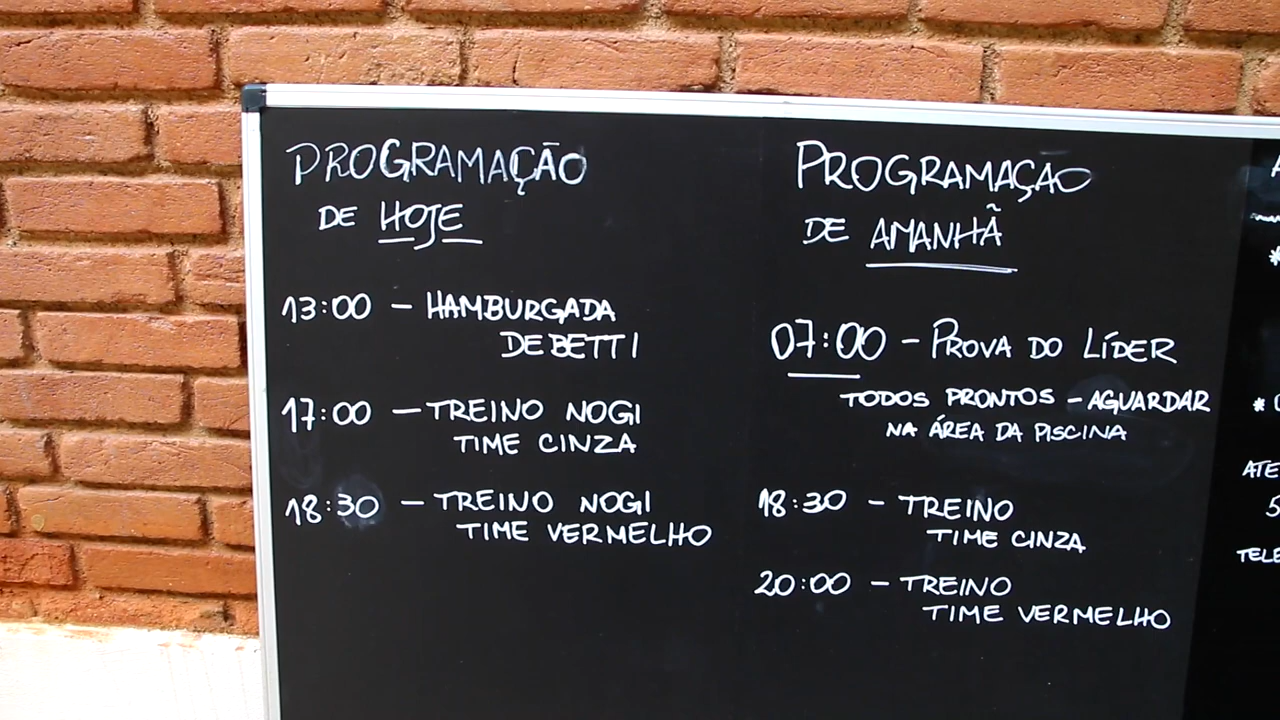 PROGRAMAÇÃO
DE HOJE
13:00 – HAMBURGADA
DEBETTI
17:00 – TREINO NOGI
TIME CINZA
18:30 – TREINO NOGI
TIME VERMELHO
PROGRAMAÇAO
DE AMANHÃ
07:00 – PROVA DO LÍDER
TODOS PRONTOS – AGUARDAR
NA ÁREA DA PISCINA
18:30 – TREINO
TIME CINZA
20:00 – TREINO
TIME VERMELHO